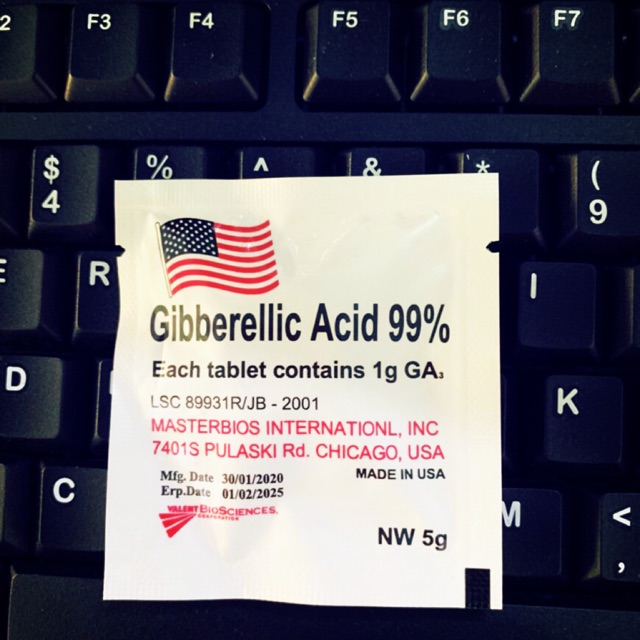 2 F3 F4 F5 F6 F7
$ % ^ & * (
4 9
E R I
Gibberellic Acid 99%
Each tablet contains 1g GA₃
D K
LSC 89931R/JB - 2001
MASTERBIOS INTERNATIONL, INC
7401S PULASKI Rd. CHICAGO, USA
Mfg. Date 30/01/2020 MADE IN USA
Erp.Date 01/02/2025
C M <
VALENT BIOSCIENCES.
CORPORATION
NW 5g
,